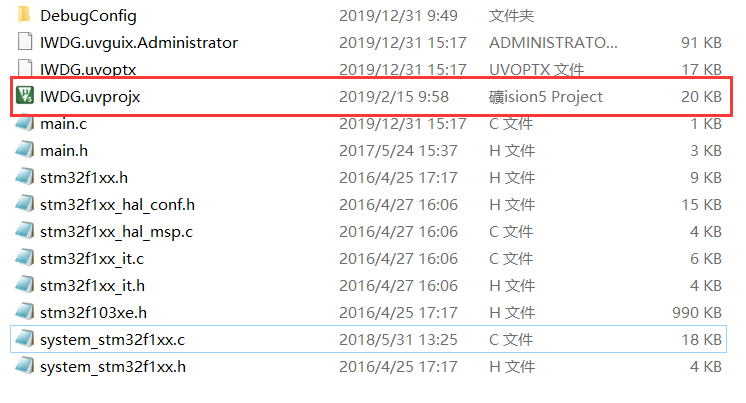 DebugConfig 2019/12/31 9:49 文件夹
IWDG.uvguix.Administrator 2019/12/31 15:17 ADMINISTRATO... 91 KB
IWDG.uvoptx 2019/12/31 15:17 UVOPTX 文件 17 KB
IWDG.uvprojx 2019/2/15 9:58 礦ision5 Project 20 KB
main.c 2019/12/31 15:17 C 文件 1 KB
main.h 2017/5/24 15:37 H 文件 3 KB
stm32f1xx.h 2016/4/25 17:17 H 文件 9 KB
stm32f1xx_hal_conf.h 2016/4/27 16:06 H 文件 15 KB
stm32f1xx_hal_msp.c 2016/4/27 16:06 C 文件 4 KB
stm32f1xx_it.c 2016/4/27 16:06 C 文件 6 KB
stm32f1xx_it.h 2016/4/27 16:06 H 文件 4 KB
stm32f103xe.h 2016/4/25 17:17 H 文件 990 KB
system_stm32f1xx.c 2018/5/31 13:25 C 文件 18 KB
system_stm32f1xx.h 2016/4/25 17:17 H 文件 4 KB